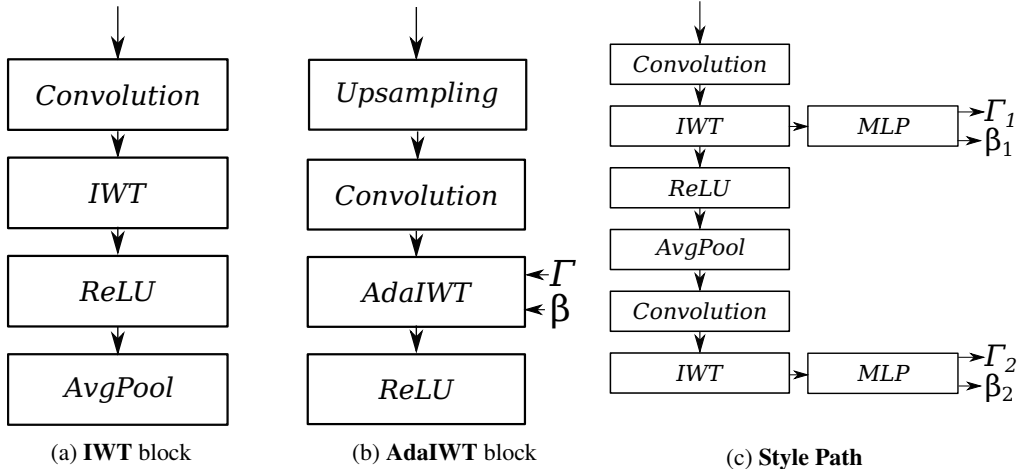 Convolution
IWT
ReLU
AvgPool
(a) IWT block
Upsampling
Convolution
AdaIWT
Γ
β
ReLU
(b) AdaIWT block
Convolution
IWT
MLP
Γ1
β1
ReLU
AvgPool
Convolution
IWT
MLP
Γ2
β2
(c) Style Path